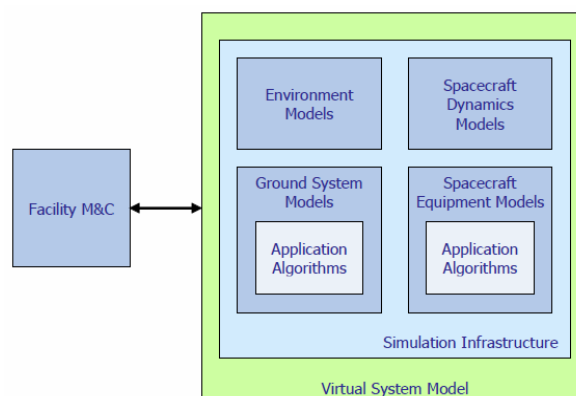 Environment
Models
Spacecraft
Dynamics
Models
Facility M&C
Ground System
Models
Application
Algorithms
Spacecraft
Equipment Models
Application
Algorithms
Simulation Infrastructure
Virtual System Model